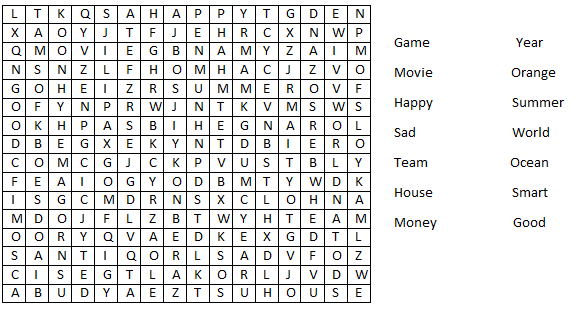 L T K Q S A H A P P Y T G D E N
X A O Y J T F J E H R C X N W P
Q M O V I E G B N A M Y Z A I M
N S N Z L F H O M H A C J Z V O
G O H E I Z R S U M M E R O V F
O F Y N P R W J N T K V M S W S
O K H P A S B I H E G N A R O L
D B E G X E K Y N T D B I E R O
C O M C G J C K P V U S T B L Y
F E A I O G Y O D B M T Y W D K
I S G C M D R N S X C L O H N A
M D O J F L Z B T W Y H T E A M
O O R Y Q V A E D K E X G D T L
S A N T I Q O R L S A D V F O Z
C I S E G T L A K O R L J V D W
A B U D Y A E Z T S U H O U S E
Game Year
Movie Orange
Happy Summer
Sad World
Team Ocean
House Smart
Money Good